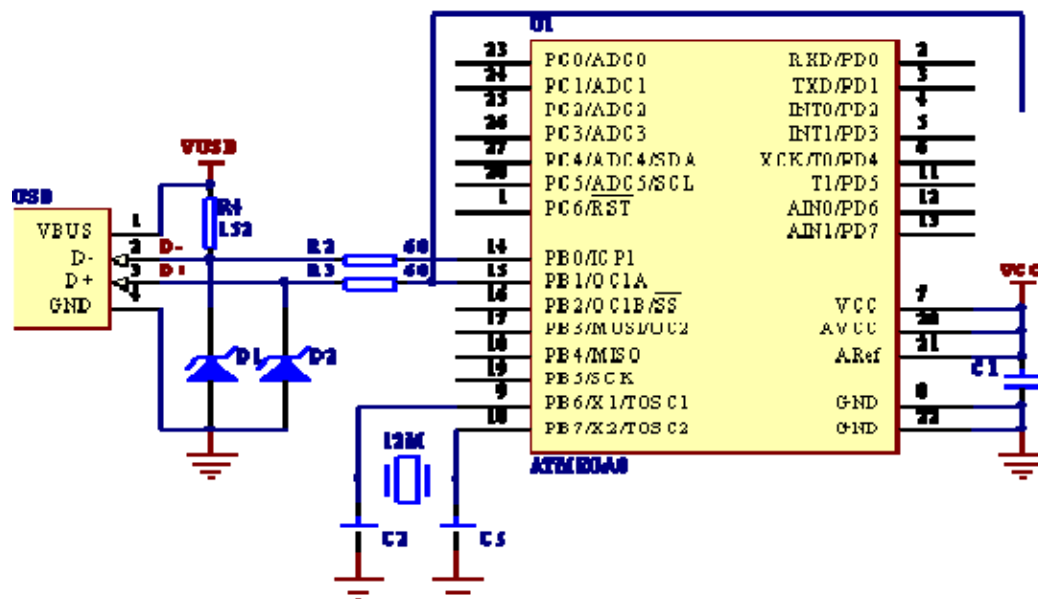 U1
23 PC0/ADC0 RXD/PD0 2
24 PC1/ADC1 TXD/PD1 3
25 PC2/ADC2 INT0/PD2 4
26 PC3/ADC3 INT1/PD3 5
27 PC4/ADC4/SDA XCK/T0/PD4 6
28 PC5/ADC5/SCL T1/PD5 11
1 PC6/RST AIN0/PD6 12
AIN1/PD7 13
VUSB
USB
R4
152
VBUS 1
D- 2 D- R2 60 14 PB0/ICP1
D+ 3 D+ R3 60 15 PB1/OC1A
GND 4
16 PB2/OC1B/SS
17 PB3/MOSI/OC2
18 PB4/MISO
19 PB5/SCK
9 PB6/X1/TOSC1
10 PB7/X2/TOSC2
VCC
VCC 7
AVCC 20
ARef 21
C1
GND 8
GND 22
D1 D2
12M
ATMEGA8
C2 C3